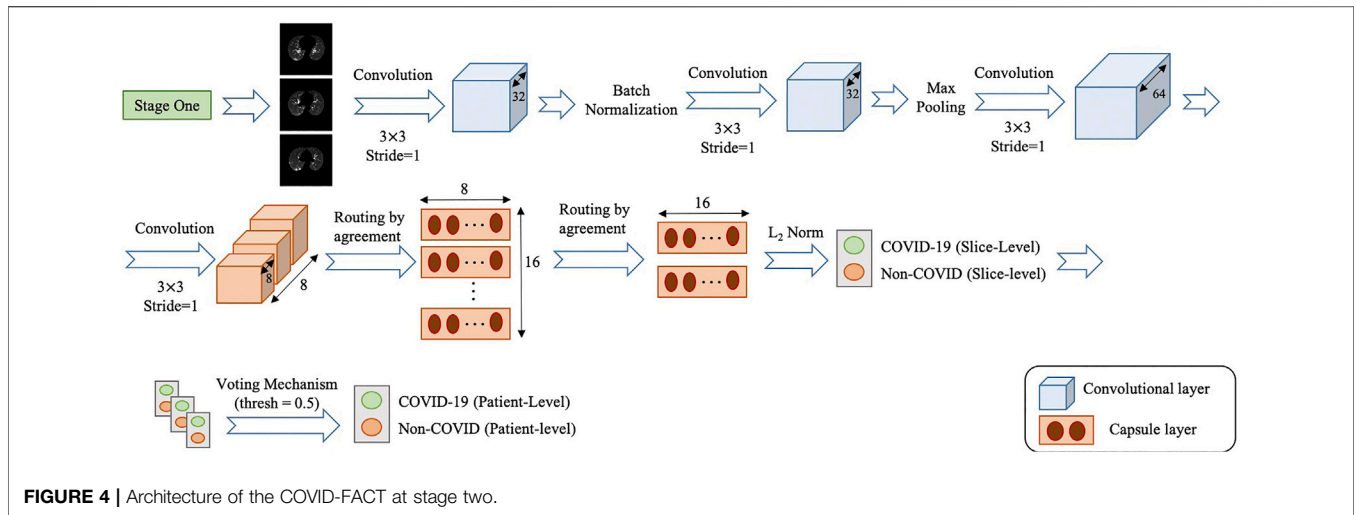 Stage One
Convolution
3×3
Stride=1
32
Batch
Normalization
Convolution
3×3
Stride=1
32
Max
Pooling
Convolution
3×3
Stride=1
64
Convolution
3×3
Stride=1
8
8
Routing by
agreement
8
16
Routing by
agreement
16
L₂ Norm
COVID-19 (Slice-Level)
Non-COVID (Slice-level)
Voting Mechanism
(thresh = 0.5)
COVID-19 (Patient-Level)
Non-COVID (Patient-level)
Convolutional layer
Capsule layer
FIGURE 4 | Architecture of the COVID-FACT at stage two.